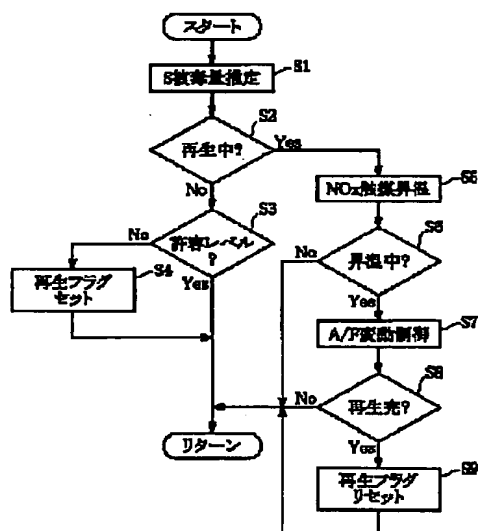 スタート
S被毒量推定
S1
再生中?
S2
Yes
No
許容レベル
?
S3
No
Yes
再生フラグ
セット
S4
NOx触媒昇温
S5
昇温中?
S6
No
Yes
A/F変動制御
S7
再生完?
S8
No
Yes
再生フラグ
リセット
S9
リターン